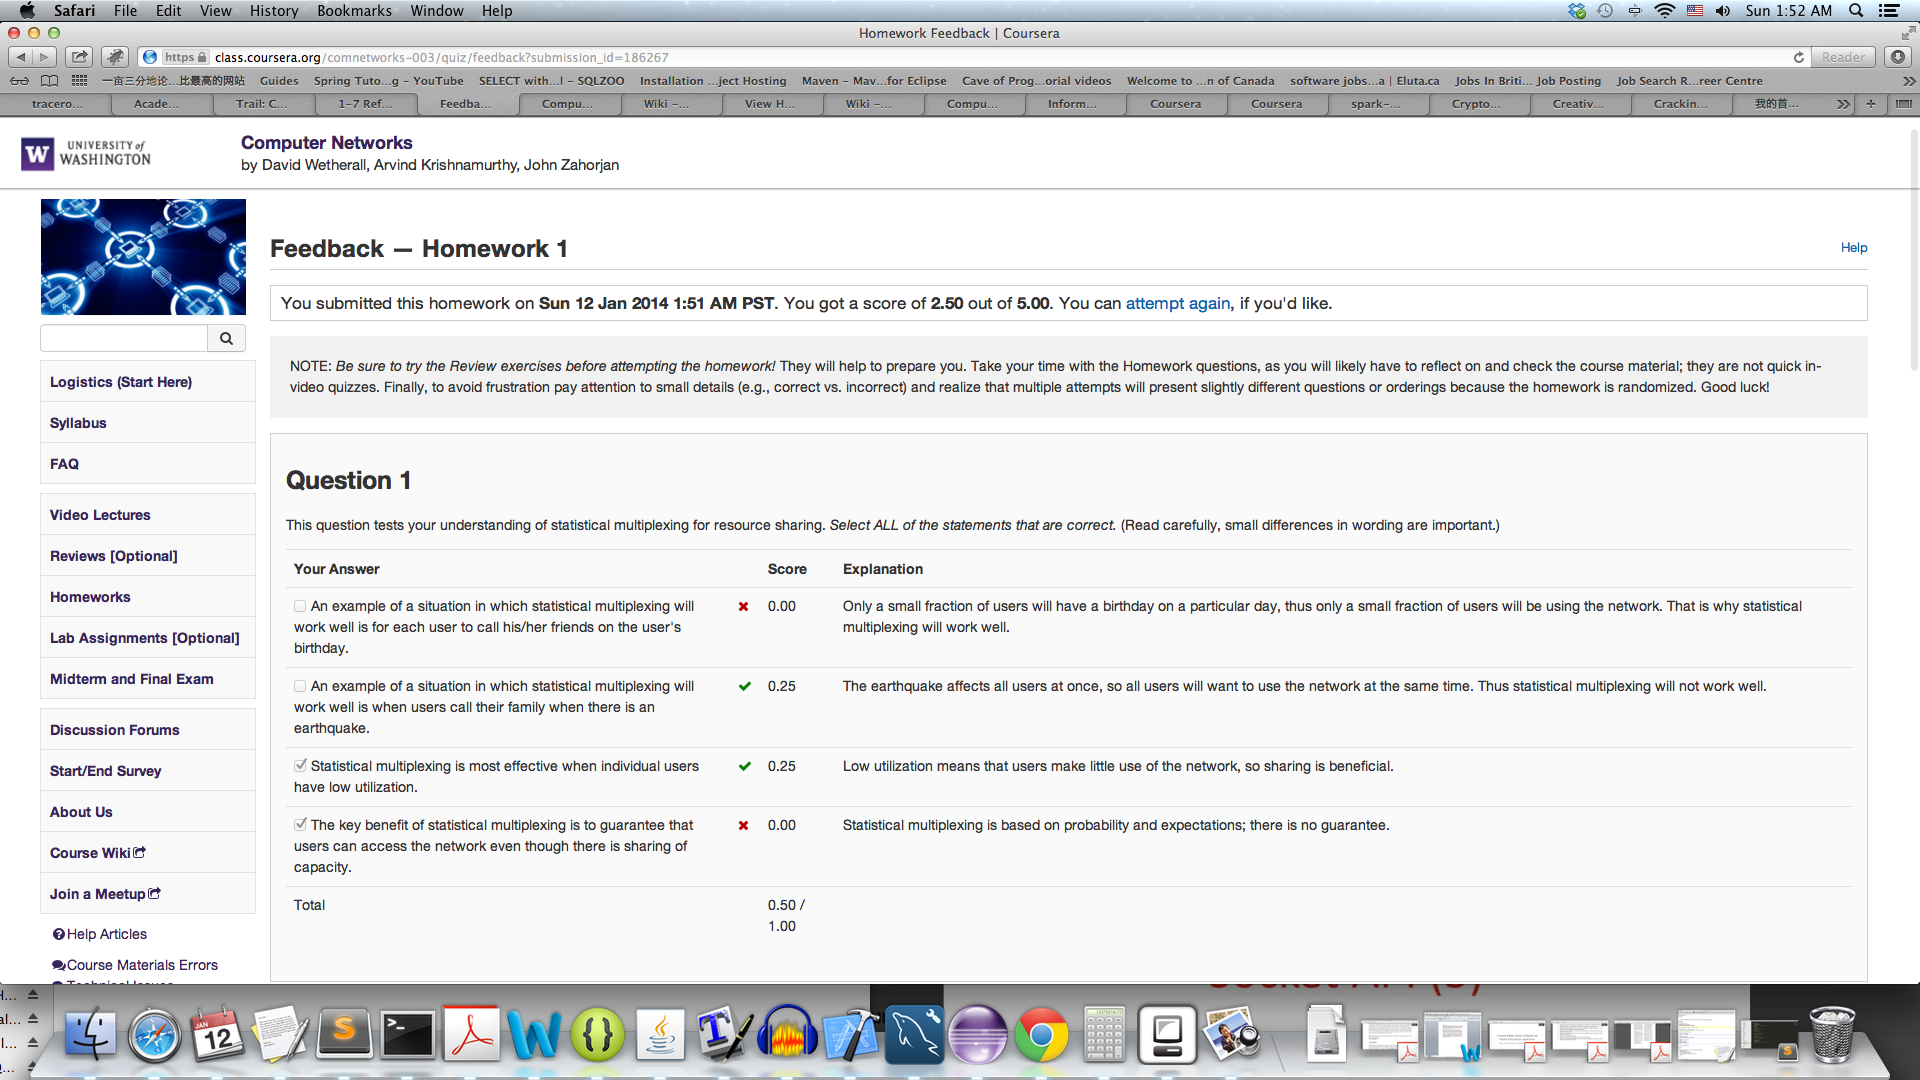 Safari File Edit View History Bookmarks Window Help Sun 1:52 AM
Homework Feedback | Coursera
https class.coursera.org/comnetworks-003/quiz/feedback?submission_id=186267 Reader
一亩三分地论…比最高的网站 Guides Spring Tuto...g - YouTube SELECT with...l - SQLZOO Installation ...ject Hosting Maven - Mav...for Eclipse Cave of Prog...orial videos Welcome to ...n of Canada software jobs...a | Eluta.ca Jobs In Briti... Job Posting Job Search R...reer Centre
tracero... Acade... Trail: C... 1-7 Ref... Feedba... Compu... Wiki -... View H... Wiki -... Compu... Inform... Coursera Coursera spark-... Crypto... Creativ... Crackin... 我的首...
W UNIVERSITY of WASHINGTON
Computer Networks
by David Wetherall, Arvind Krishnamurthy, John Zahorjan
Feedback — Homework 1
Help
You submitted this homework on Sun 12 Jan 2014 1:51 AM PST. You got a score of 2.50 out of 5.00. You can attempt again, if you'd like.
NOTE: Be sure to try the Review exercises before attempting the homework! They will help to prepare you. Take your time with the Homework questions, as you will likely have to reflect on and check the course material; they are not quick in-
video quizzes. Finally, to avoid frustration pay attention to small details (e.g., correct vs. incorrect) and realize that multiple attempts will present slightly different questions or orderings because the homework is randomized. Good luck!
Logistics (Start Here)
Syllabus
FAQ
Video Lectures
Reviews [Optional]
Homeworks
Lab Assignments [Optional]
Midterm and Final Exam
Discussion Forums
Start/End Survey
About Us
Course Wiki
Join a Meetup
Help Articles
Course Materials Errors
Technical Issues
Question 1
This question tests your understanding of statistical multiplexing for resource sharing. Select ALL of the statements that are correct. (Read carefully, small differences in wording are important.)
Your Answer Score Explanation
An example of a situation in which statistical multiplexing will 0.00 Only a small fraction of users will have a birthday on a particular day, thus only a small fraction of users will be using the network. That is why statistical
work well is for each user to call his/her friends on the user's multiplexing will work well.
birthday.
An example of a situation in which statistical multiplexing will 0.25 The earthquake affects all users at once, so all users will want to use the network at the same time. Thus statistical multiplexing will not work well.
work well is when users call their family when there is an
earthquake.
Statistical multiplexing is most effective when individual users 0.25 Low utilization means that users make little use of the network, so sharing is beneficial.
have low utilization.
The key benefit of statistical multiplexing is to guarantee that 0.00 Statistical multiplexing is based on probability and expectations; there is no guarantee.
users can access the network even though there is sharing of
capacity.
Total 0.50 /
1.00
JAN
12